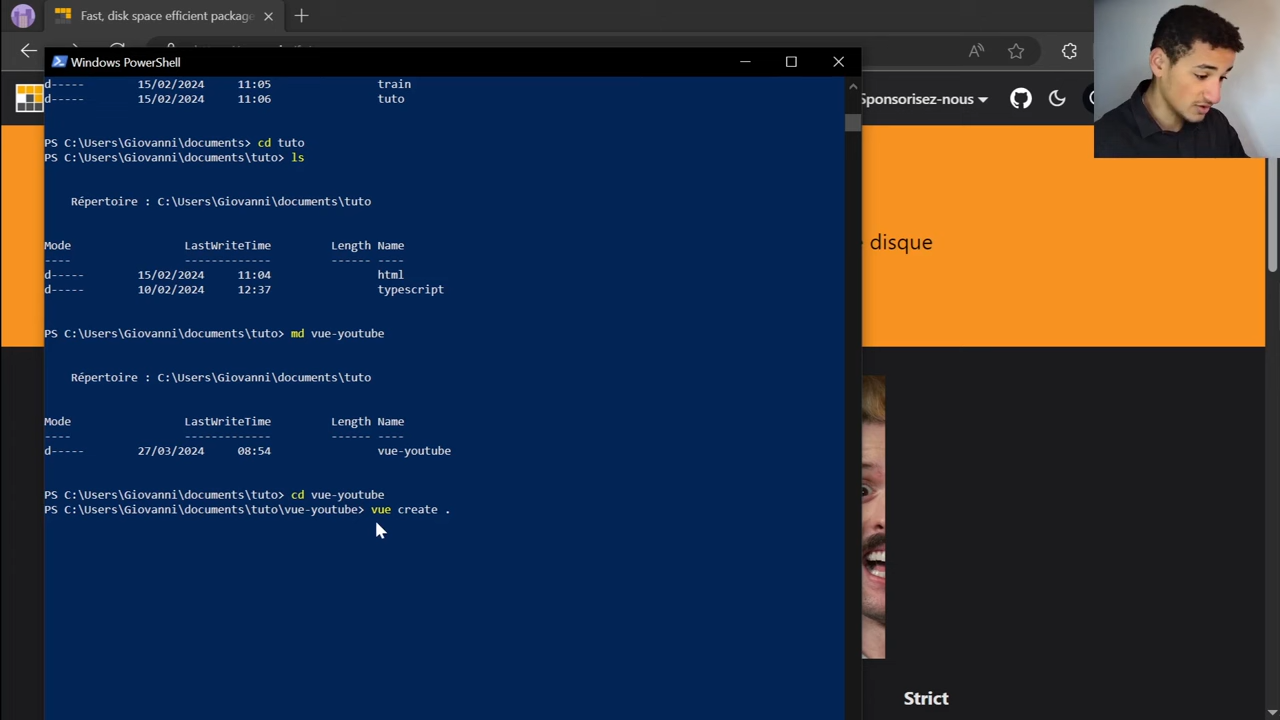 Fast, disk space efficient package
Windows PowerShell
d----- 15/02/2024 11:05 train
d----- 15/02/2024 11:06 tuto
PS C:\Users\Giovanni\documents> cd tuto
PS C:\Users\Giovanni\documents\tuto> ls
Répertoire : C:\Users\Giovanni\documents\tuto
Mode LastWriteTime Length Name
---- ------------- ------ ----
d----- 15/02/2024 11:04 html
d----- 10/02/2024 12:37 typescript
PS C:\Users\Giovanni\documents\tuto> md vue-youtube
Répertoire : C:\Users\Giovanni\documents\tuto
Mode LastWriteTime Length Name
---- ------------- ------ ----
d----- 27/03/2024 08:54 vue-youtube
PS C:\Users\Giovanni\documents\tuto> cd vue-youtube
PS C:\Users\Giovanni\documents\tuto\vue-youtube> vue create .
Sponsorisez-nous
disque
Strict